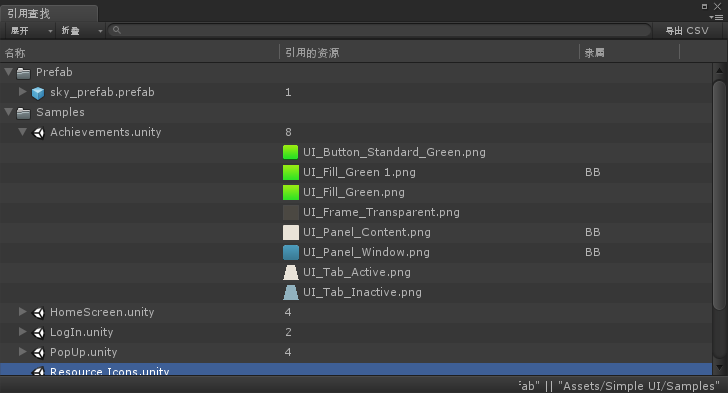 引用查找
展开 折叠 导出 CSV
名称 引用的资源 隶属
Prefab
sky_prefab.prefab 1
Samples
Achievements.unity 8
UI_Button_Standard_Green.png
UI_Fill_Green 1.png BB
UI_Fill_Green.png
UI_Frame_Transparent.png
UI_Panel_Content.png BB
UI_Panel_Window.png BB
UI_Tab_Active.png
UI_Tab_Inactive.png
HomeScreen.unity 4
LogIn.unity 2
PopUp.unity 4
Resource Icons.unity
ab" || "Assets/Simple UI/Samples"